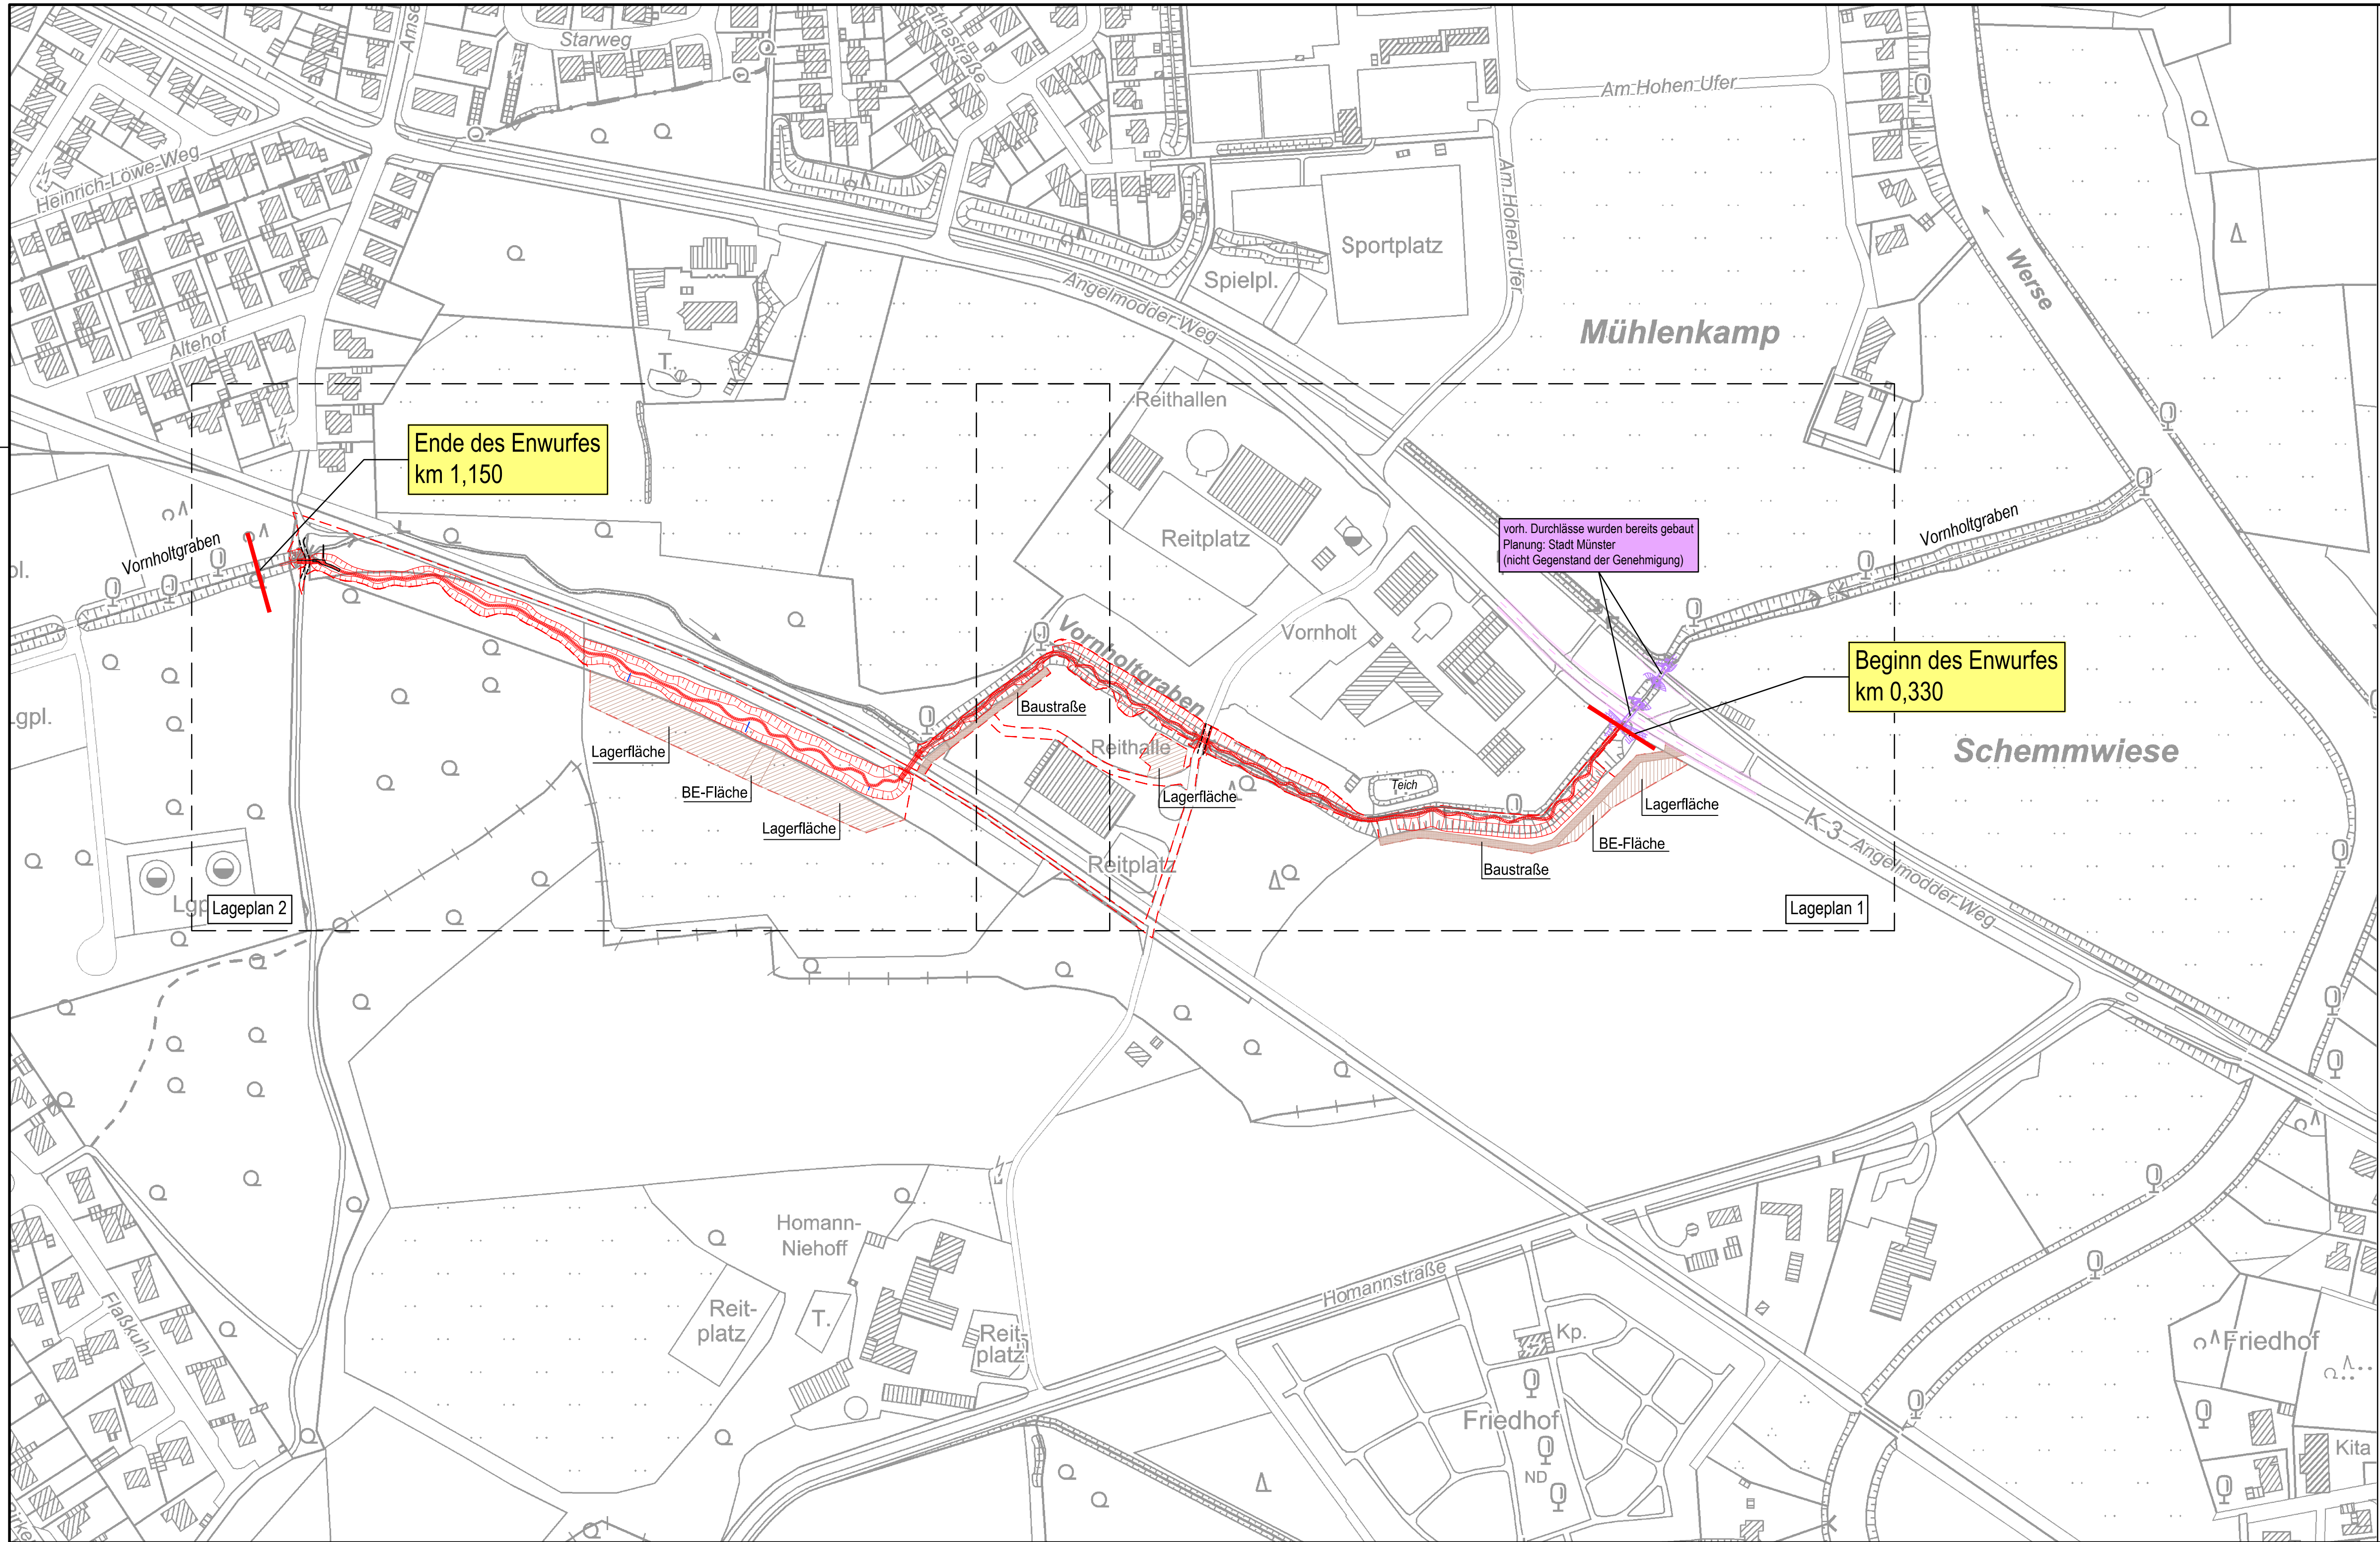 Starweg
Am Hohen Ufer
Heinrich-Löwe-Weg
Am Hohen Ufer
Sportplatz
Spielpl.
Angelmodder Weg
Werse
Mühlenkamp
Altehof
T.
Reithallen
Ende des Enwurfes
km 1,150
Reitplatz
Vornholtgraben
vorh. Durchlässe wurden bereits gebaut
Planung: Stadt Münster
(nicht Gegenstand der Genehmigung)
Vornholtgraben
Vornholtgraben
Vornholt
Beginn des Enwurfes
km 0,330
Baustraße
Lagerfläche
Reithalle
Schemmwiese
BE-Fläche
Lagerfläche
Teich
Lagerfläche
Lagerfläche
BE-Fläche
K 3 Angelmodder Weg
Reitplatz
Baustraße
Lageplan 2
Lageplan 1
Homann-
Niehoff
Reit-
platz
T.
Reit-
platz
Flaßkuhl
Homannstraße
Kp.
Friedhof
ND
Friedhof
Kita